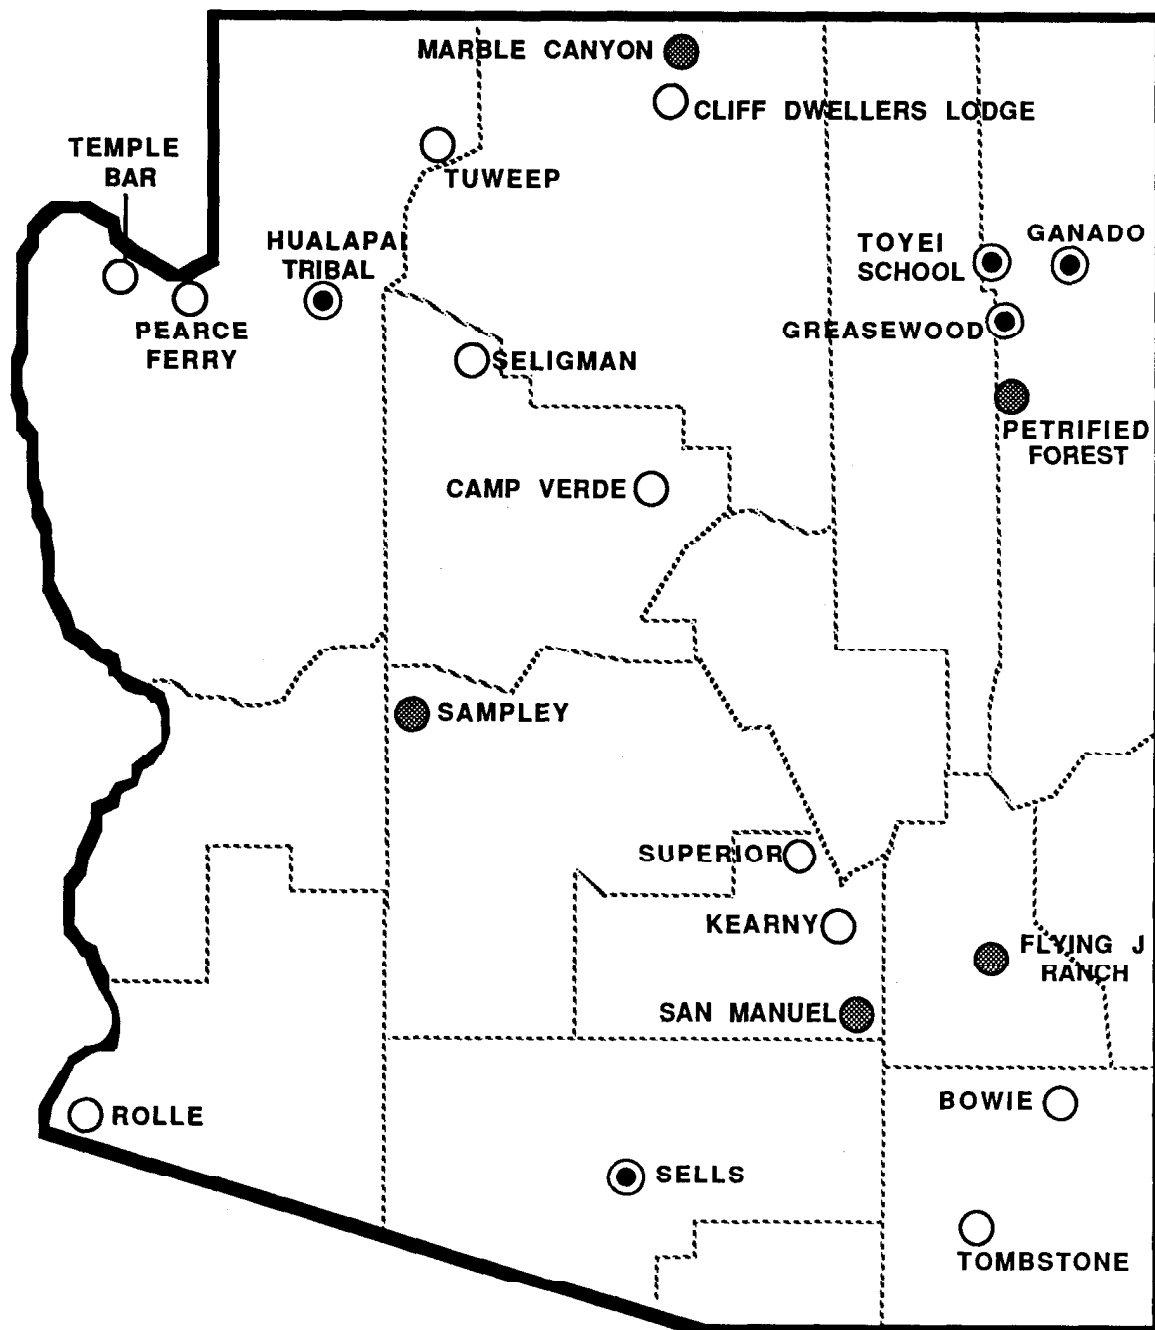 MARBLE CANYON
CLIFF DWELLERS LODGE
TEMPLE
BAR
TUWEEP
HUALAPAI
TRIBAL
TOYEI
SCHOOL
GANADO
PEARCE
FERRY
GREASEWOOD
SELIGMAN
PETRIFIED
FOREST
CAMP VERDE
SAMPLEY
SUPERIOR
KEARNY
FLYING J
RANCH
SAN MANUEL
BOWIE
ROLLE
SELLS
TOMBSTONE